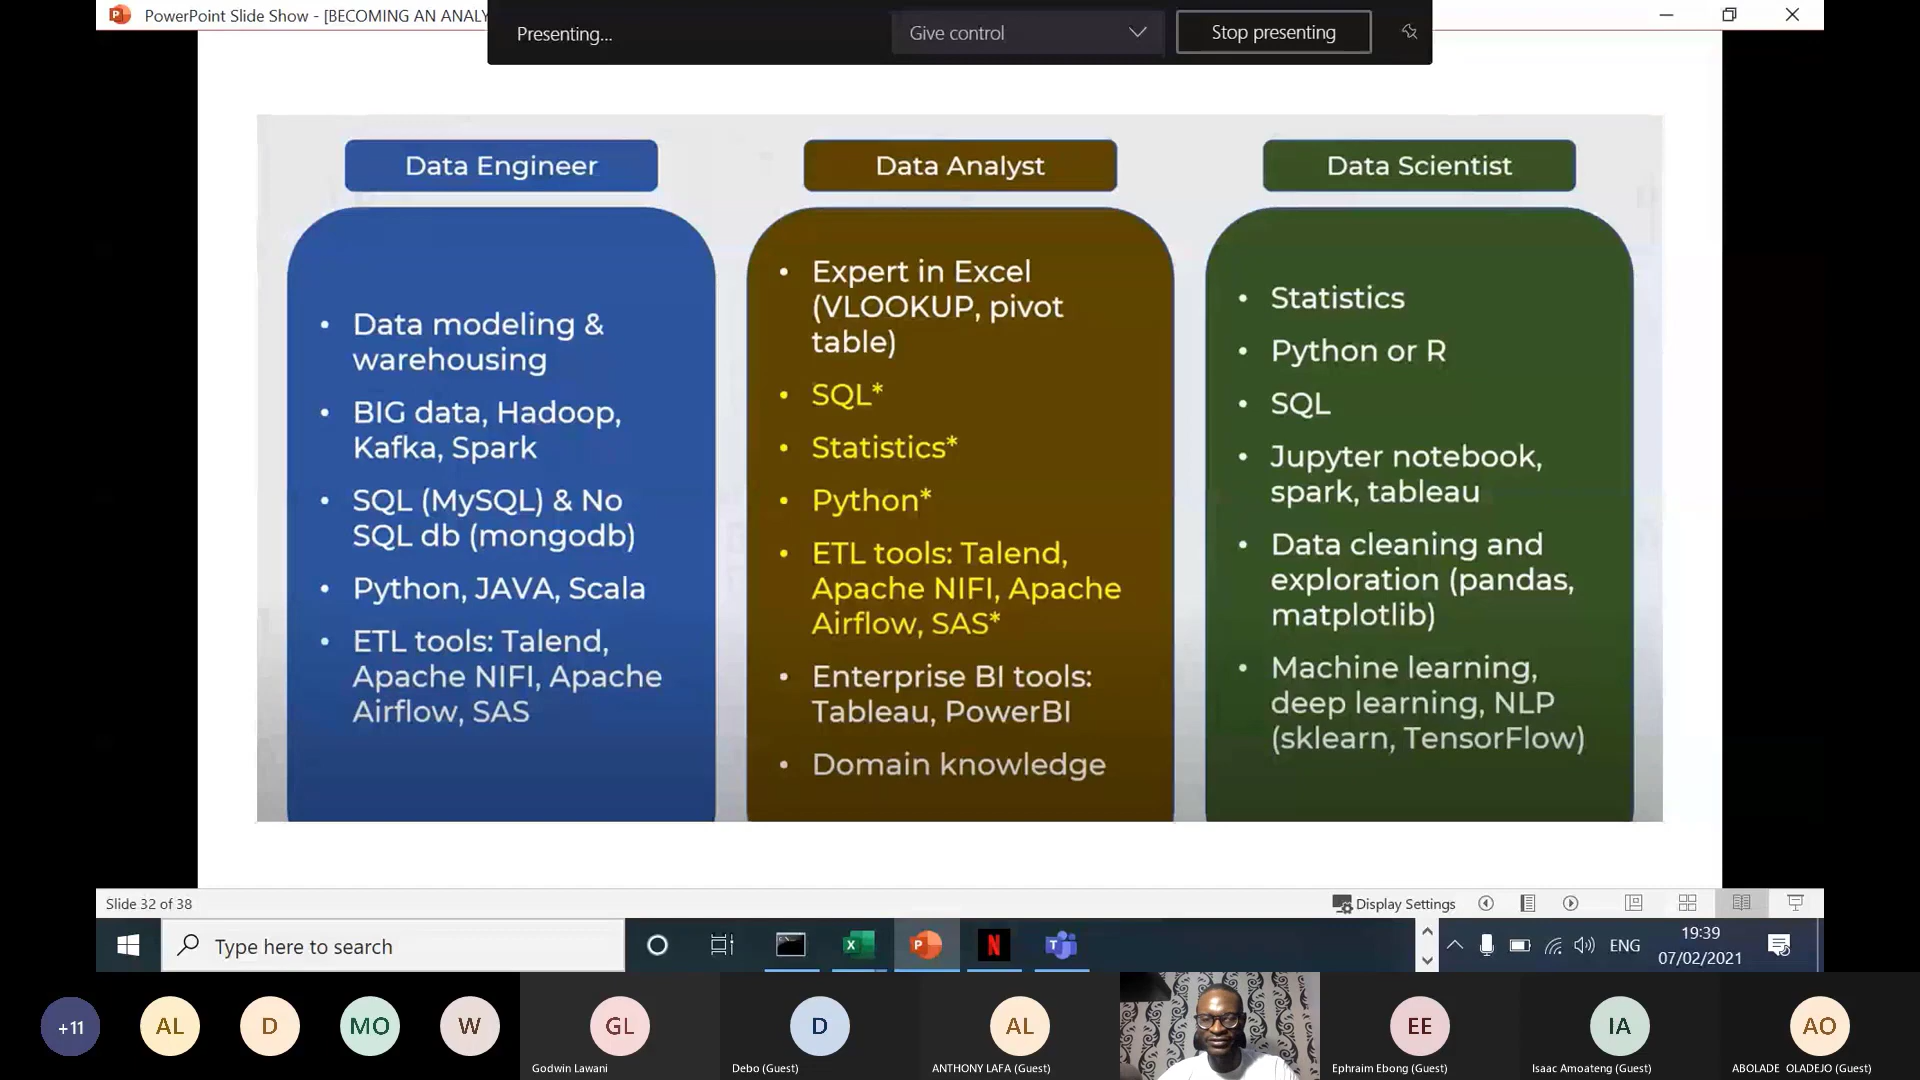 PowerPoint Slide Show - [BECOMING AN ANALY
Presenting...
Give control
Stop presenting
Data Engineer
• Data modeling &
warehousing
• BIG data, Hadoop,
Kafka, Spark
• SQL (MySQL) & No
SQL db (mongodb)
• Python, JAVA, Scala
• ETL tools: Talend,
Apache NIFI, Apache
Airflow, SAS
Data Analyst
• Expert in Excel
(VLOOKUP, pivot
table)
• SQL*
• Statistics*
• Python*
• ETL tools: Talend,
Apache NIFI, Apache
Airflow, SAS*
• Enterprise BI tools:
Tableau, PowerBI
• Domain knowledge
Data Scientist
• Statistics
• Python or R
• SQL
• Jupyter notebook,
spark, tableau
• Data cleaning and
exploration (pandas,
matplotlib)
• Machine learning,
deep learning, NLP
(sklearn, TensorFlow)
Slide 32 of 38
Display Settings
Type here to search
ENG
19:39
07/02/2021
+11
AL
D
MO
W
GL
Godwin Lawani
D
Debo (Guest)
AL
ANTHONY LAFA (Guest)
EE
Ephraim Ebong (Guest)
IA
Isaac Amoateng (Guest)
AO
ABOLADE OLADEJO (Guest)